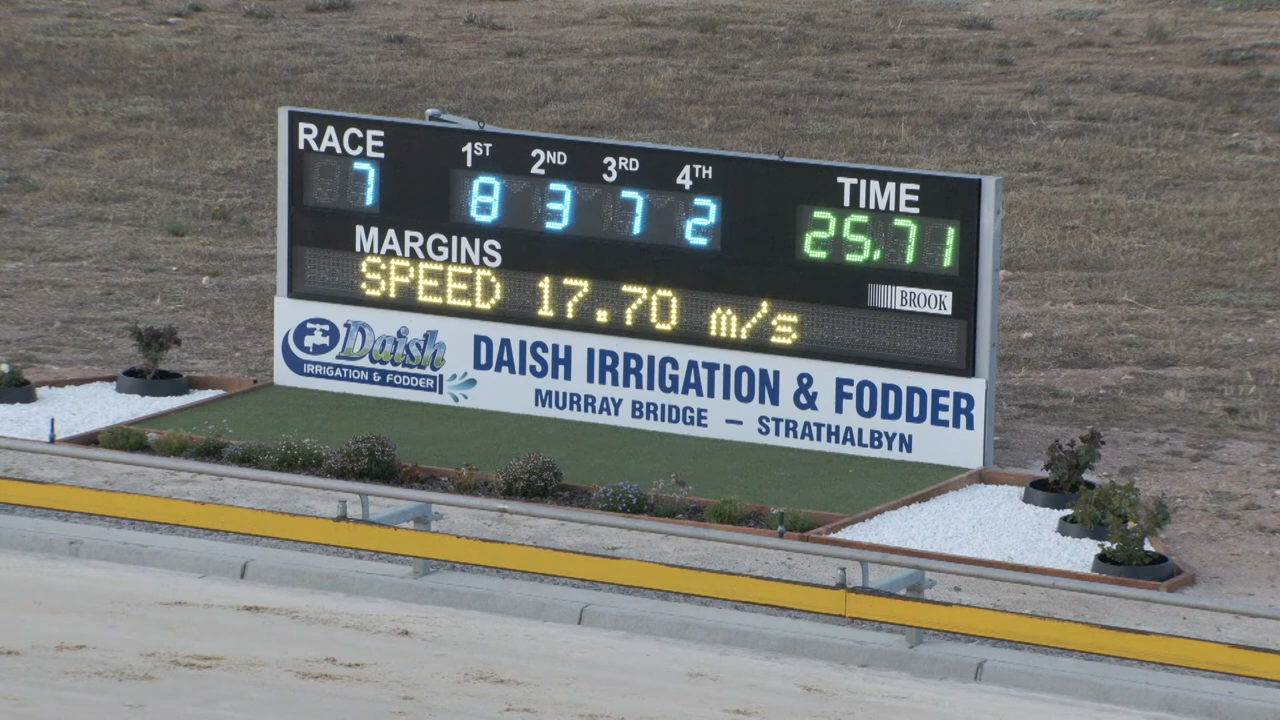 RACE 1ST 2ND 3RD 4TH TIME
7 8 3 7 2 25.71
MARGINS
SPEED 17.70 m/s
BROOK
Daish
IRRIGATION & FODDER
DAISH IRRIGATION & FODDER
MURRAY BRIDGE – STRATHALBYN